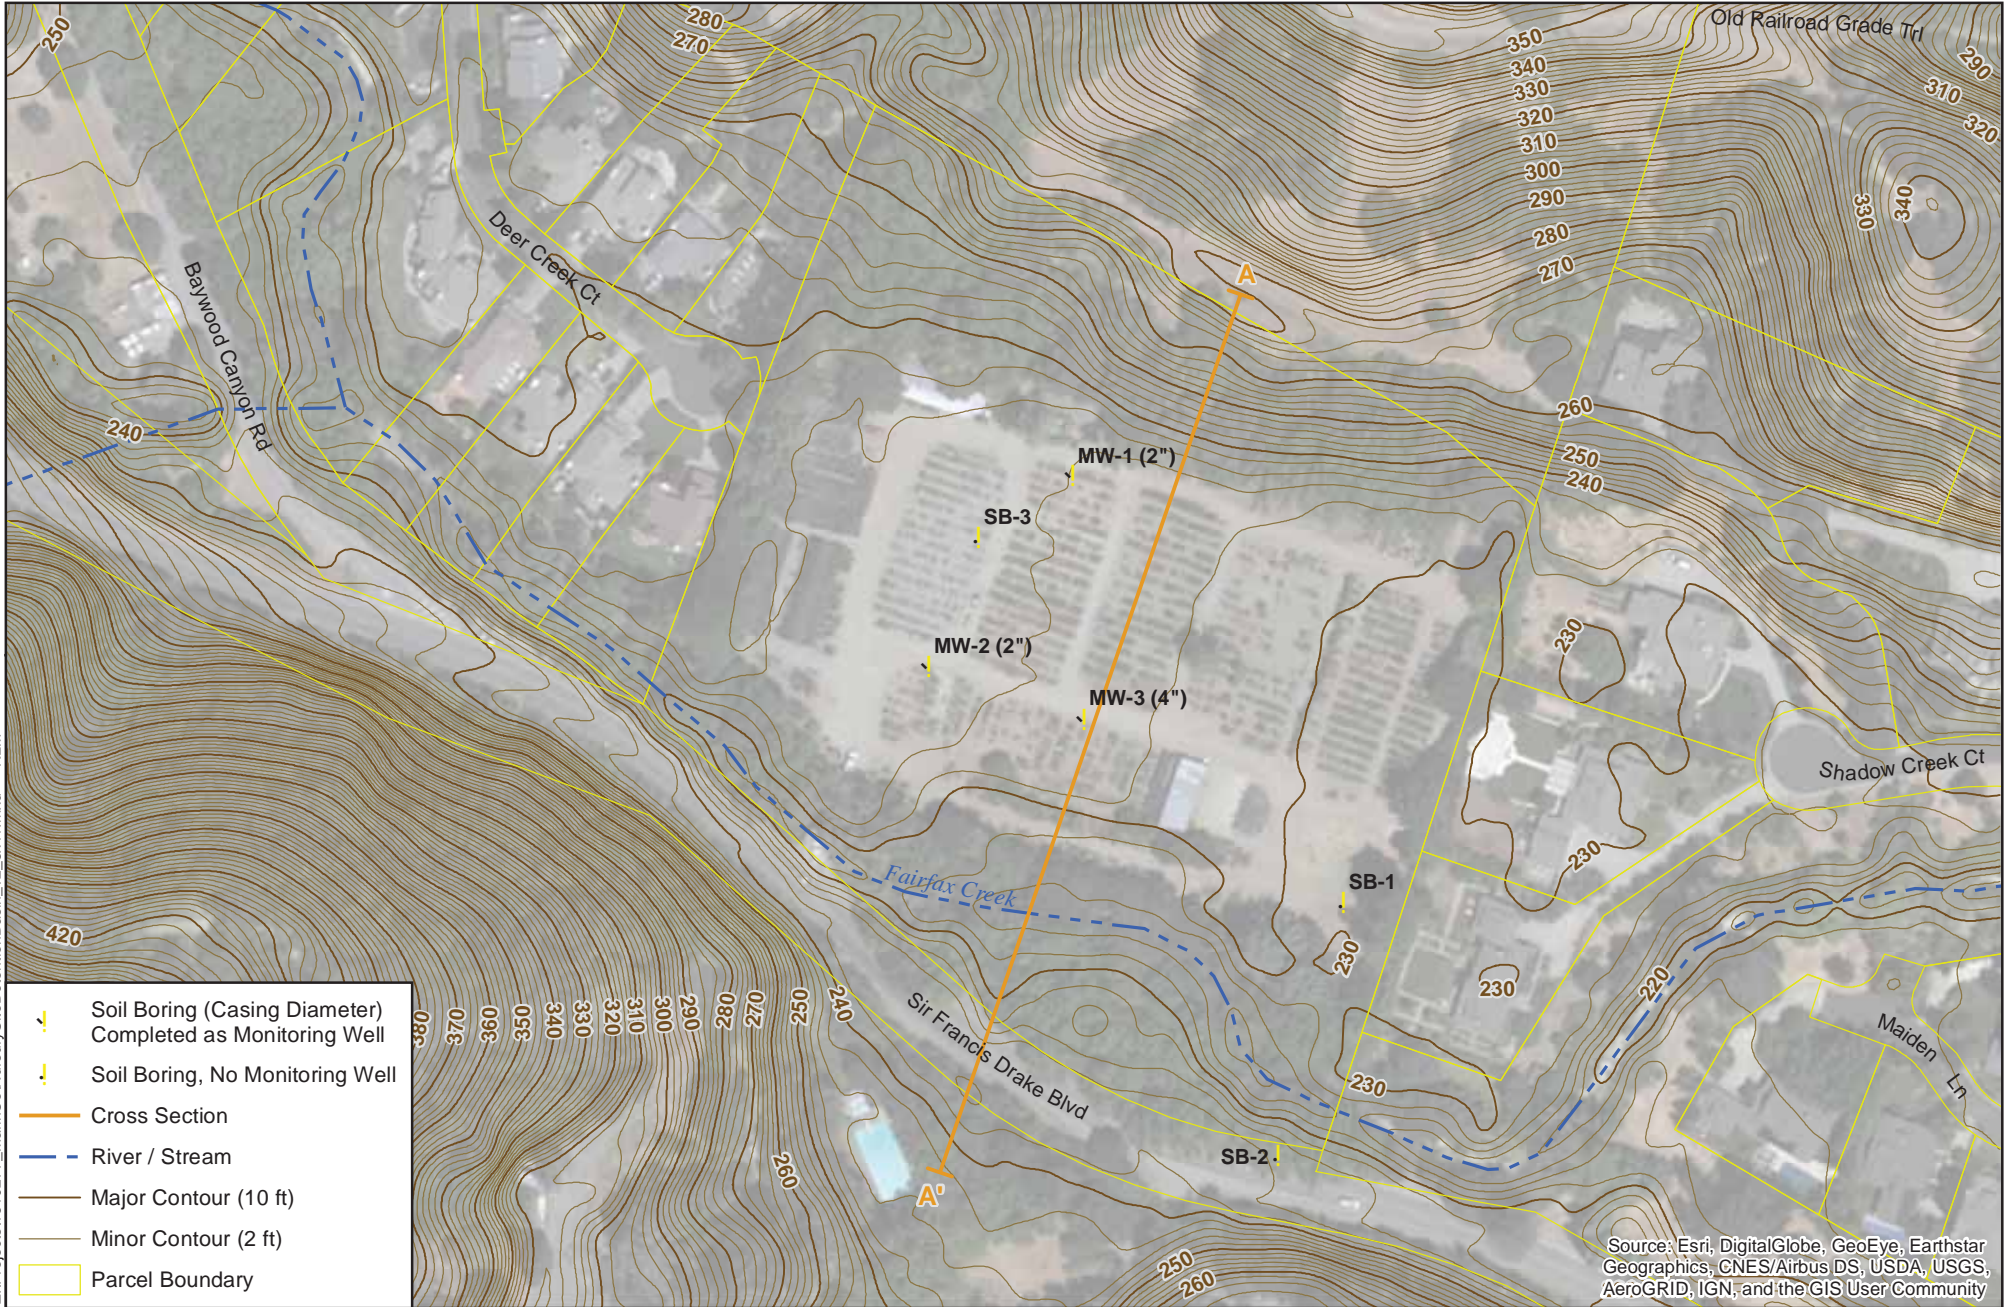 Old Railroad Grade Trl
250
280
270
350
340
330
320
310
300
290
280
270
290
310
320
330
340
Deer Creek Ct
Baywood Canyon Rd
A
240
260
250
240
MW-1 (2")
SB-3
MW-2 (2")
MW-3 (4")
230
Shadow Creek Ct
230
Fairfax Creek
SB-1
230
230
220
420
380
370
360
350
340
330
320
310
300
290
280
270
250
240
Sir Francis Drake Blvd
Maiden
Ln
230
SB-2
260
A'
250
260
Soil Boring (Casing Diameter)
Completed as Monitoring Well
Soil Boring, No Monitoring Well
Cross Section
River / Stream
Major Contour (10 ft)
Minor Contour (2 ft)
Parcel Boundary
Source: Esri, DigitalGlobe, GeoEye, Earthstar
Geographics, CNES/Airbus DS, USDA, USGS,
AeroGRID, IGN, and the GIS User Community